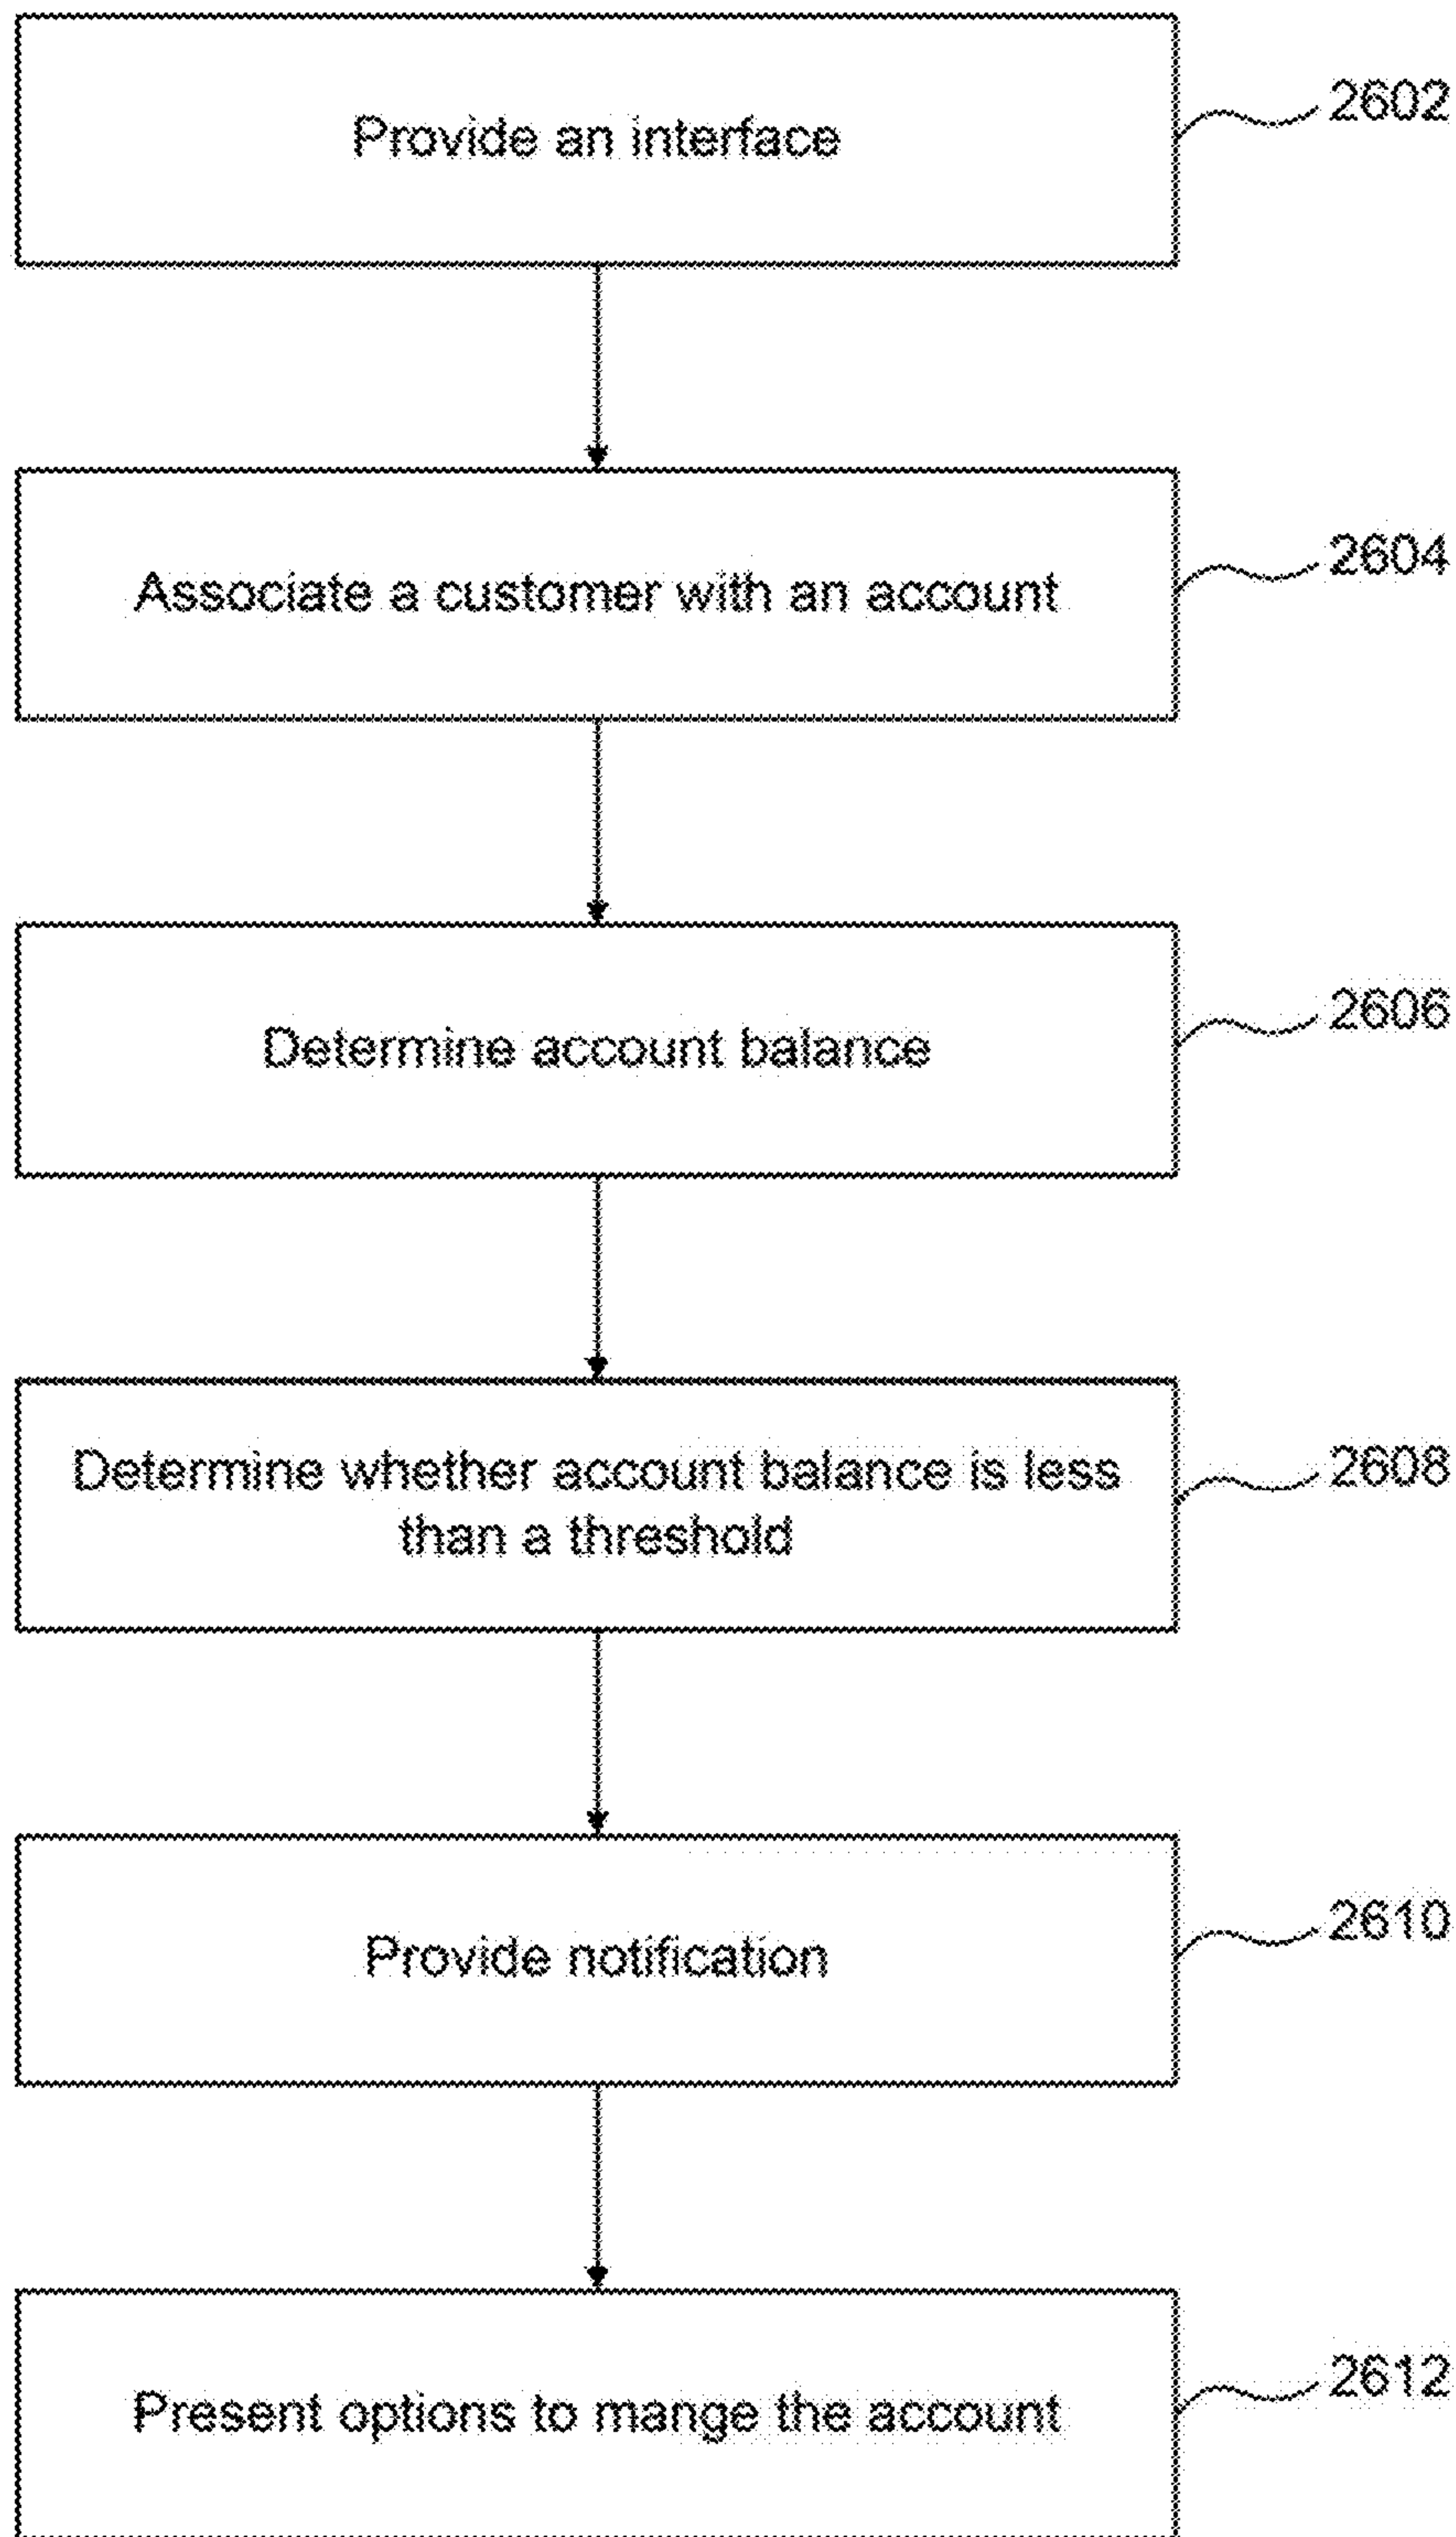 Provide an interface
2602
Associate a customer with an account
2604
Determine account balance
2606
Determine whether account balance is less
than a threshold
2608
Provide notification
2610
Present options to mange the account
2612